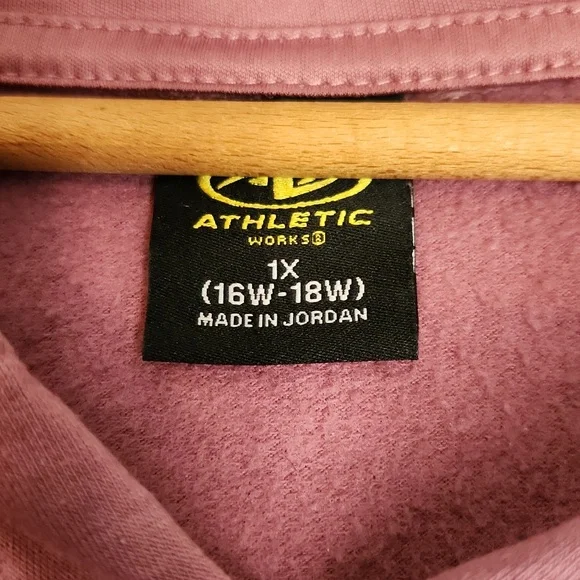 ATHLETIC
WORKS®
1X
(16W-18W)
MADE IN JORDAN